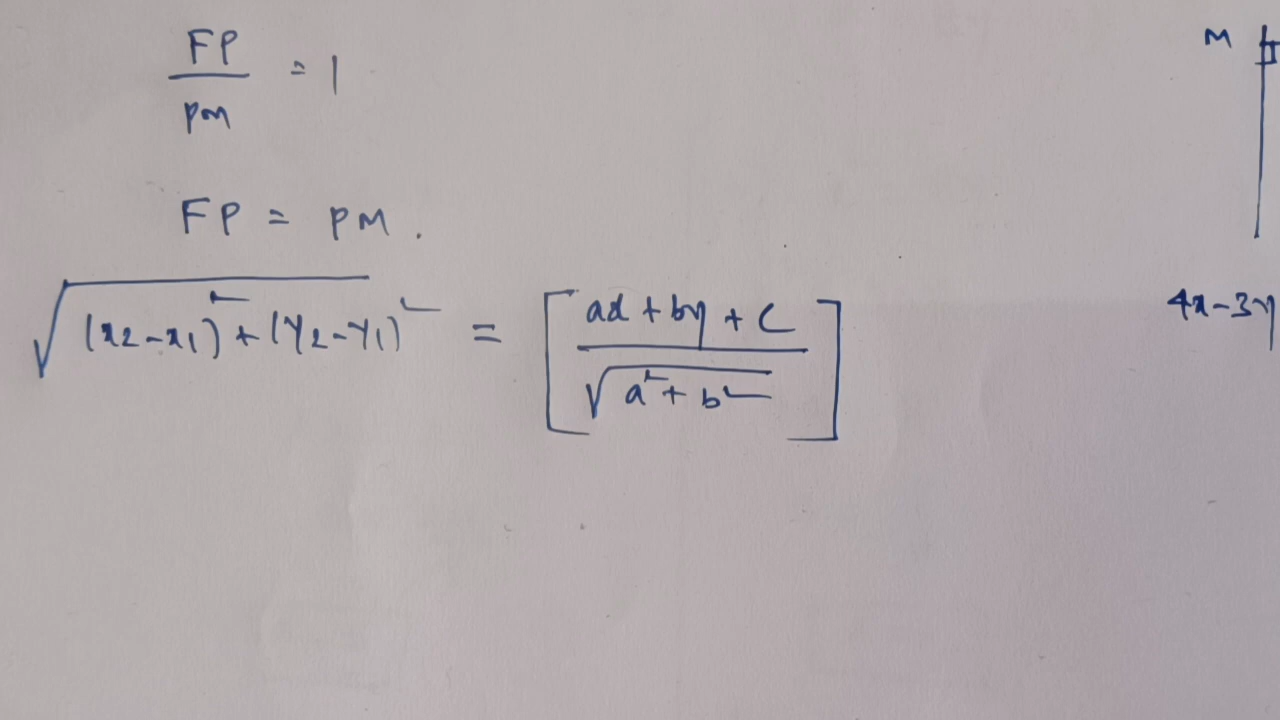 FP/PM = 1
M
FP = PM.
√(x₂-x₁)² + (y₂-y₁)² = [ax + by + c / √a² + b²]
4x-3y